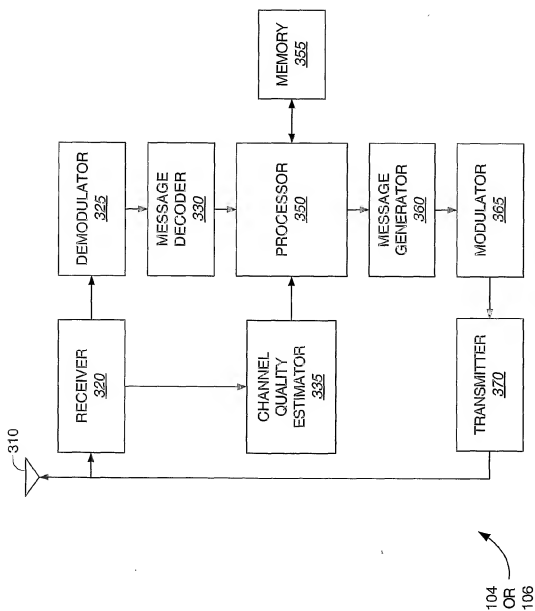 310
RECEIVER
320
DEMODULATOR
325
MESSAGE
DECODER
330
CHANNEL
QUALITY
ESTIMATOR
335
PROCESSOR
350
MEMORY
355
MESSAGE
GENERATOR
360
MODULATOR
365
TRANSMITTER
370
104
OR
106